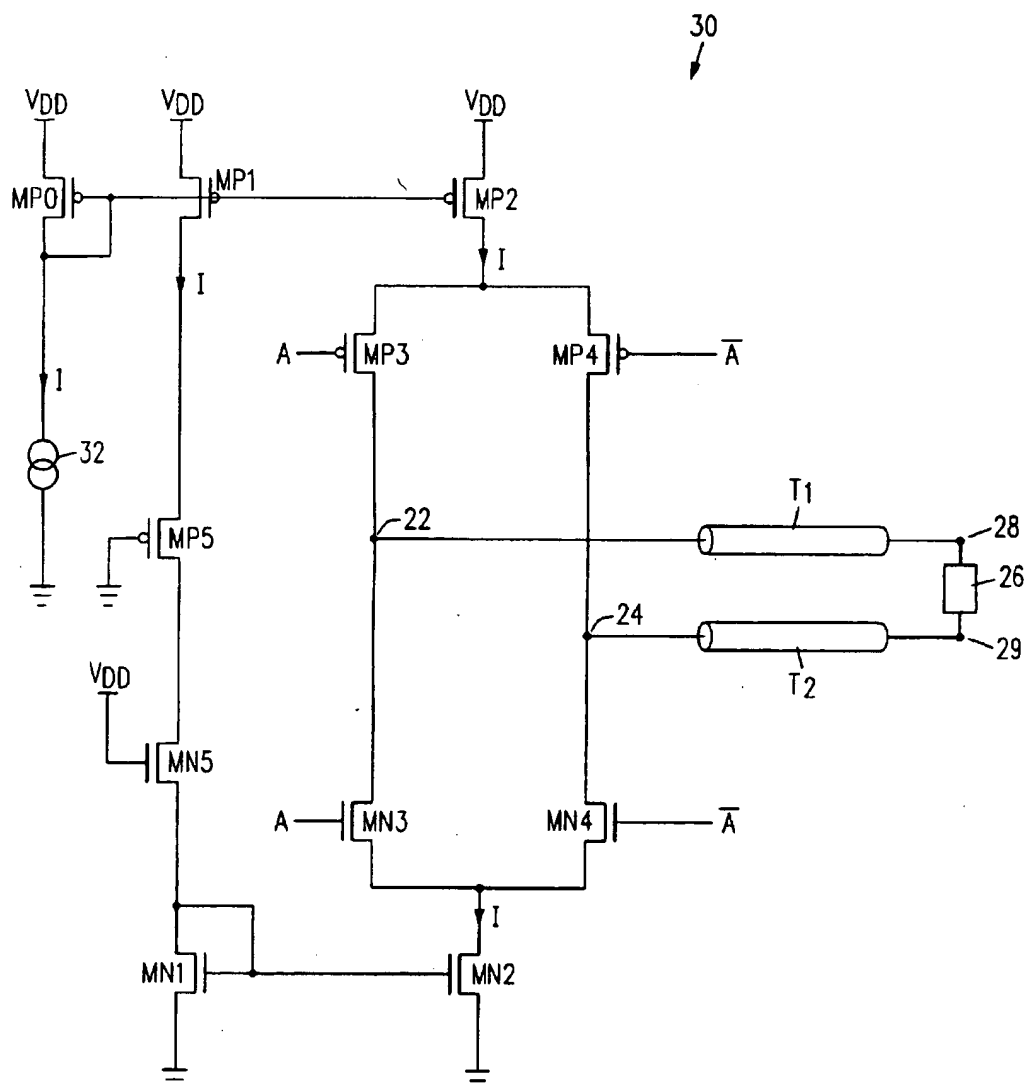 30
VDD VDD VDD
MP0 MP1 MP2
I I
A MP3 MP4 A̅
I
32
T1
22 28
MP5 26
24
29
T2
VDD
MN5
A MN3 MN4 A̅
I
MN1 MN2